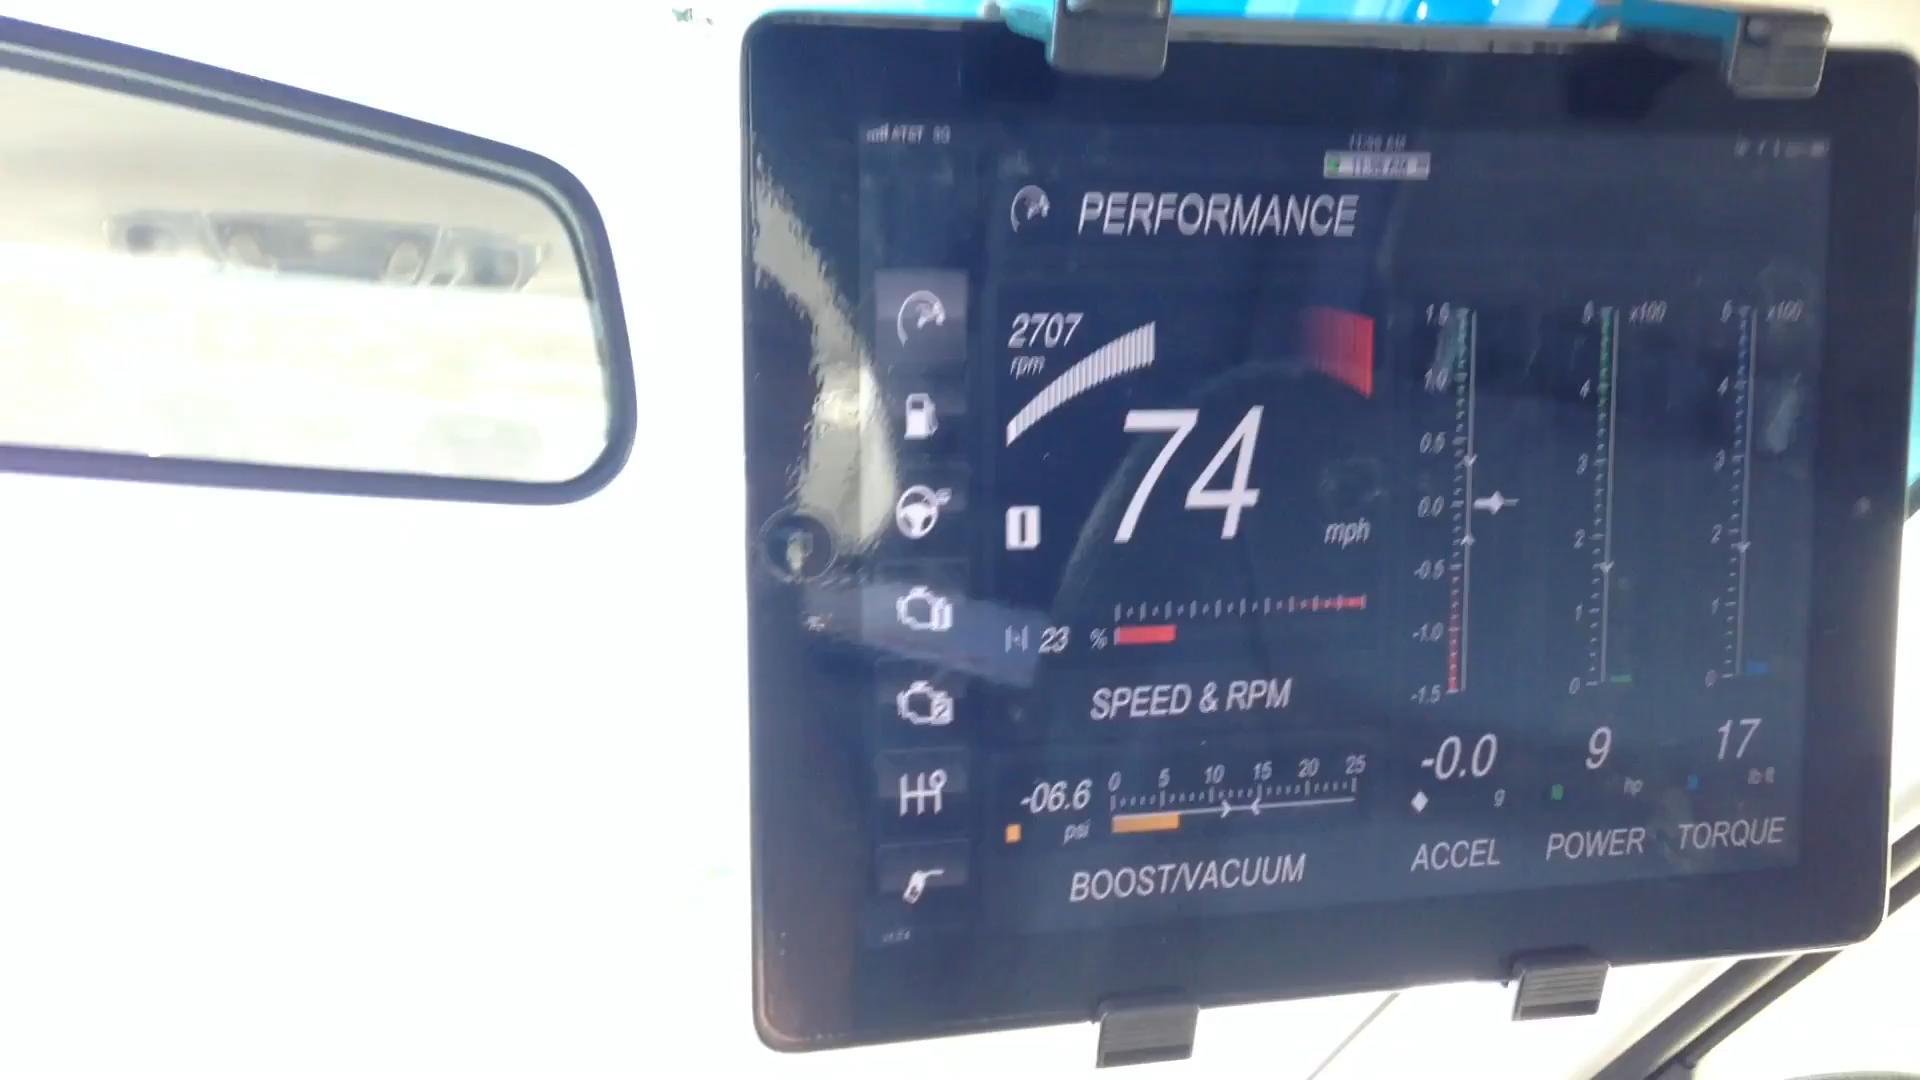 AT&T 3G
PERFORMANCE
2707
rpm
74
mph
23 %
SPEED & RPM
-06.6
psi
0 5 10 15 20 25
BOOST/VACUUM
1.5
1.0
0.5
0.0
-0.5
-1.0
-1.5
-0.0
g
ACCEL
5 x100
4
3
2
1
0
9
hp
POWER
5 x100
4
3
2
1
0
17
lb·ft
TORQUE